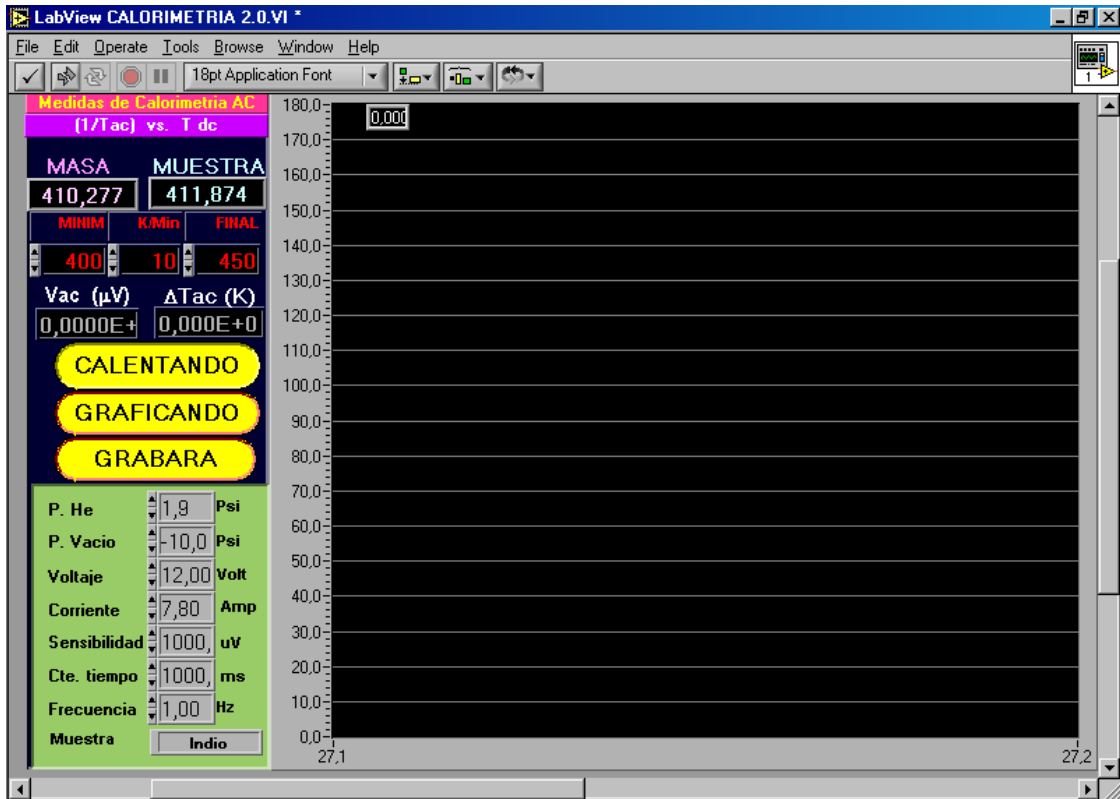 LabView CALORIMETRIA 2.0.VI *
File Edit Operate Tools Browse Window Help
18pt Application Font
1
Medidas de Calorimetria AC
(1/Tac) vs. T dc
MASA MUESTRA
410,277 411,874
MINIM K/Min FINAL
400 10 450
Vac (µV) ΔTac (K)
0,0000E+ 0,000E+0
CALENTANDO
GRAFICANDO
GRABARA
P. He 1,9 Psi
P. Vacio -10,0 Psi
Voltaje 12,00 Volt
Corriente 7,80 Amp
Sensibilidad 1000, uV
Cte. tiempo 1000, ms
Frecuencia 1,00 Hz
Muestra Indio
0,000
180,0
170,0
160,0
150,0
140,0
130,0
120,0
110,0
100,0
90,0
80,0
70,0
60,0
50,0
40,0
30,0
20,0
10,0
0,0
27,1 27,2